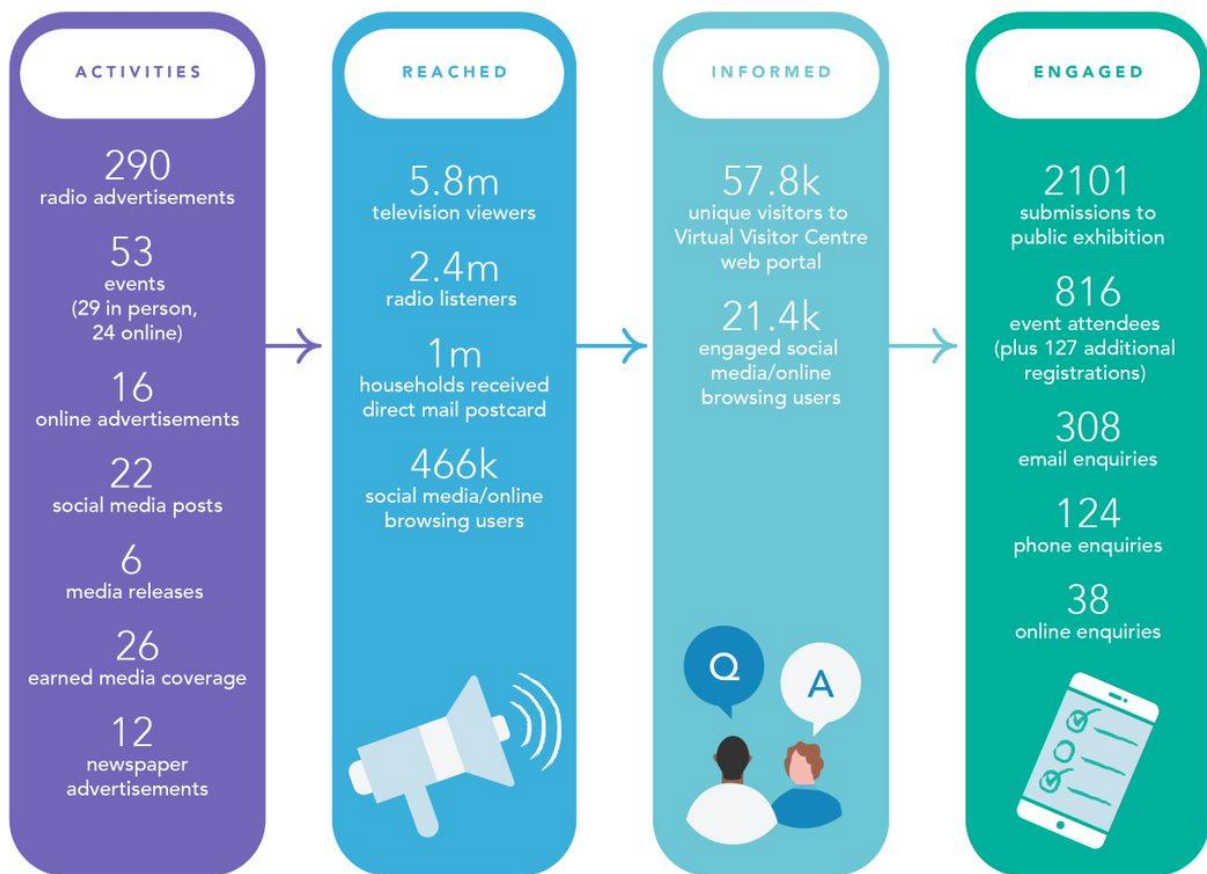 ACTIVITIES
290
radio advertisements
53
events
(29 in person,
24 online)
16
online advertisements
22
social media posts
6
media releases
26
earned media coverage
12
newspaper
advertisements
REACHED
5.8m
television viewers
2.4m
radio listeners
1m
households received
direct mail postcard
466k
social media/online
browsing users
INFORMED
57.8k
unique visitors to
Virtual Visitor Centre
web portal
21.4k
engaged social
media/online
browsing users
Q
A
ENGAGED
2101
submissions to
public exhibition
816
event attendees
(plus 127 additional
registrations)
308
email enquiries
124
phone enquiries
38
online enquiries